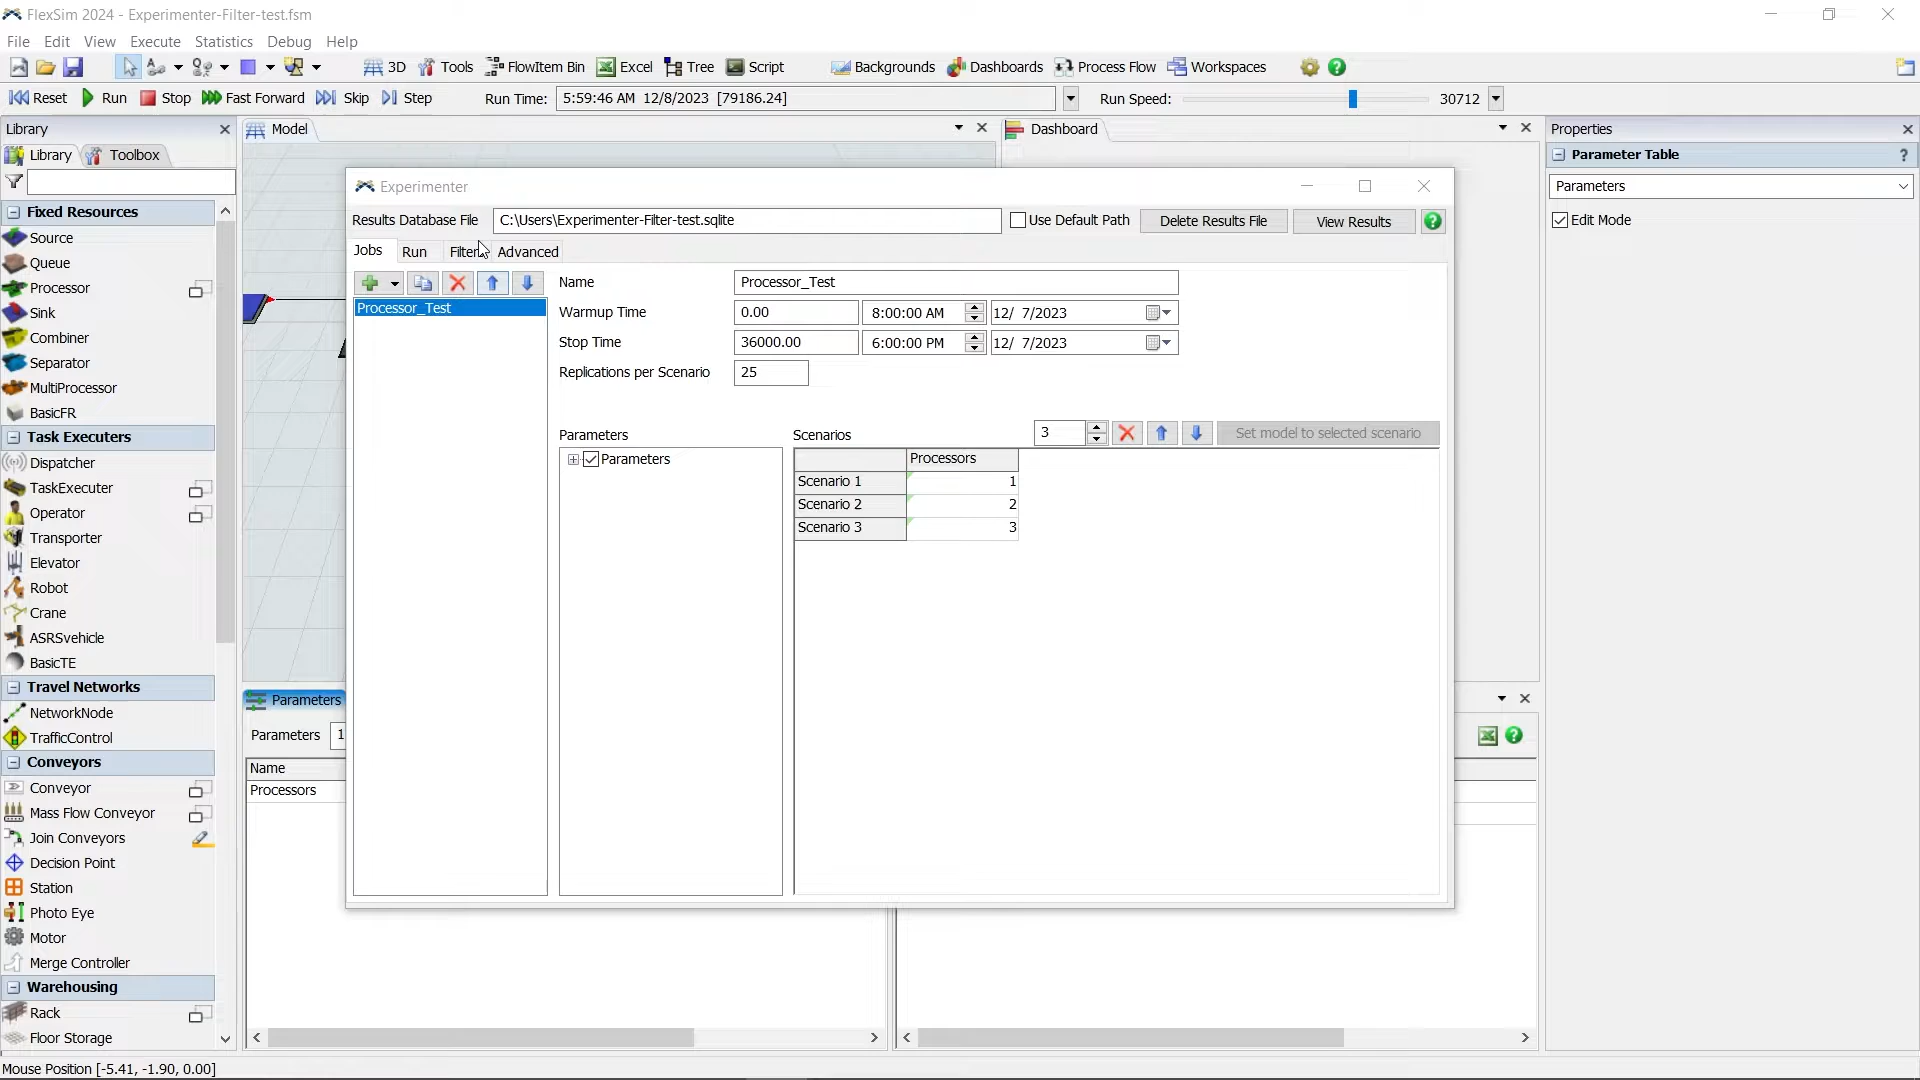 FlexSim 2024 - Experimenter-Filter-test.fsm
File Edit View Execute Statistics Debug Help
3D Tools FlowItem Bin Excel Tree Script Backgrounds Dashboards Process Flow Workspaces
Reset Run Stop Fast Forward Skip Step Run Time: 5:59:46 AM 12/8/2023 [79186.24] Run Speed: 30712
Library
Library Toolbox
Fixed Resources
Source
Queue
Processor
Sink
Combiner
Separator
MultiProcessor
BasicFR
Task Executers
Dispatcher
TaskExecuter
Operator
Transporter
Elevator
Robot
Crane
ASRSvehicle
BasicTE
Travel Networks
NetworkNode
TrafficControl
Conveyors
Conveyor
Mass Flow Conveyor
Join Conveyors
Decision Point
Station
Photo Eye
Motor
Merge Controller
Warehousing
Rack
Floor Storage
Model
Dashboard
Experimenter
Results Database File C:\Users\Experimenter-Filter-test.sqlite Use Default Path Delete Results File View Results
Jobs Run Filter Advanced
Processor_Test
Name Processor_Test
Warmup Time 0.00 8:00:00 AM 12/ 7/2023
Stop Time 36000.00 6:00:00 PM 12/ 7/2023
Replications per Scenario 25
Parameters
Parameters
Scenarios 3 Set model to selected scenario
Processors
Scenario 1 1
Scenario 2 2
Scenario 3 3
Parameters
Parameters 1
Name
Processors
Properties
Parameter Table ?
Parameters
Edit Mode
Mouse Position [-5.41, -1.90, 0.00]